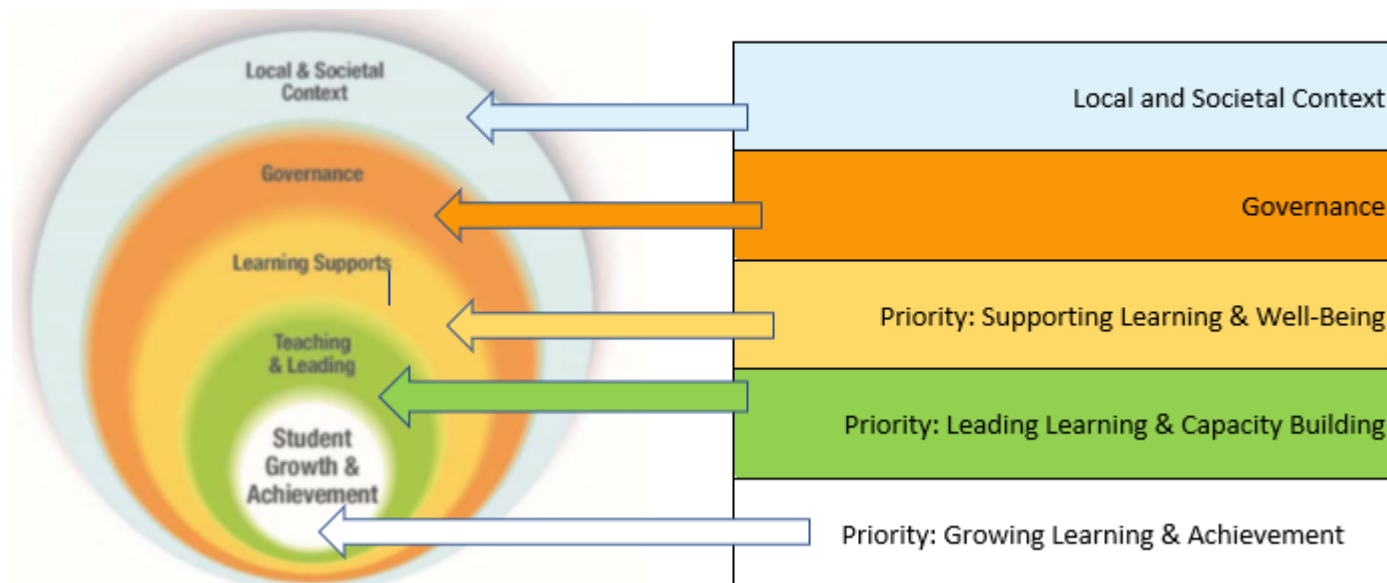 Local & Societal
Context
Governance
Learning Supports
Teaching
& Leading
Student
Growth &
Achievement
Local and Societal Context
Governance
Priority: Supporting Learning & Well-Being
Priority: Leading Learning & Capacity Building
Priority: Growing Learning & Achievement